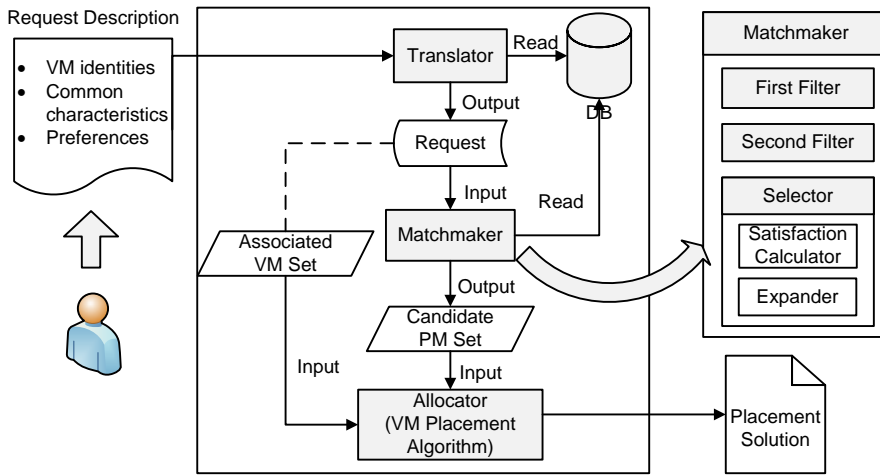 Request Description
• VM identities
• Common
characteristics
• Preferences
Translator
Read
DB
Output
Request
Input
Read
Associated
VM Set
Matchmaker
Output
Candidate
PM Set
Input
Input
Allocator
(VM Placement
Algorithm)
Matchmaker
First Filter
Second Filter
Selector
Satisfaction
Calculator
Expander
Placement
Solution